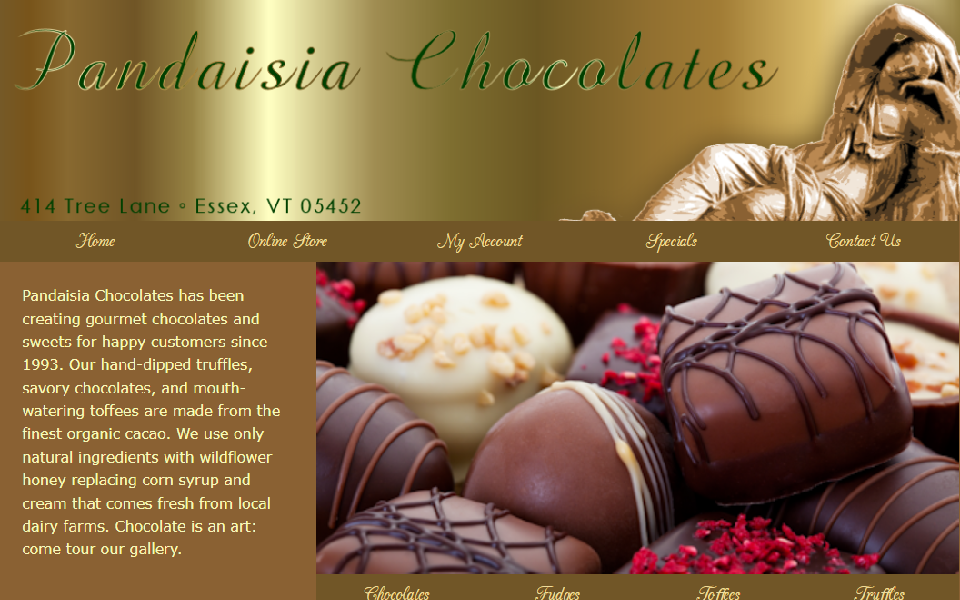 Pandaisia Chocolates
414 Tree Lane ◦ Essex, VT 05452
Home Online Store My Account Specials Contact Us
Pandaisia Chocolates has been
creating gourmet chocolates and
sweets for happy customers since
1993. Our hand-dipped truffles,
savory chocolates, and mouth-
watering toffees are made from the
finest organic cacao. We use only
natural ingredients with wildflower
honey replacing corn syrup and
cream that comes fresh from local
dairy farms. Chocolate is an art:
come tour our gallery.
Chocolates Fudges Toffees Truffles